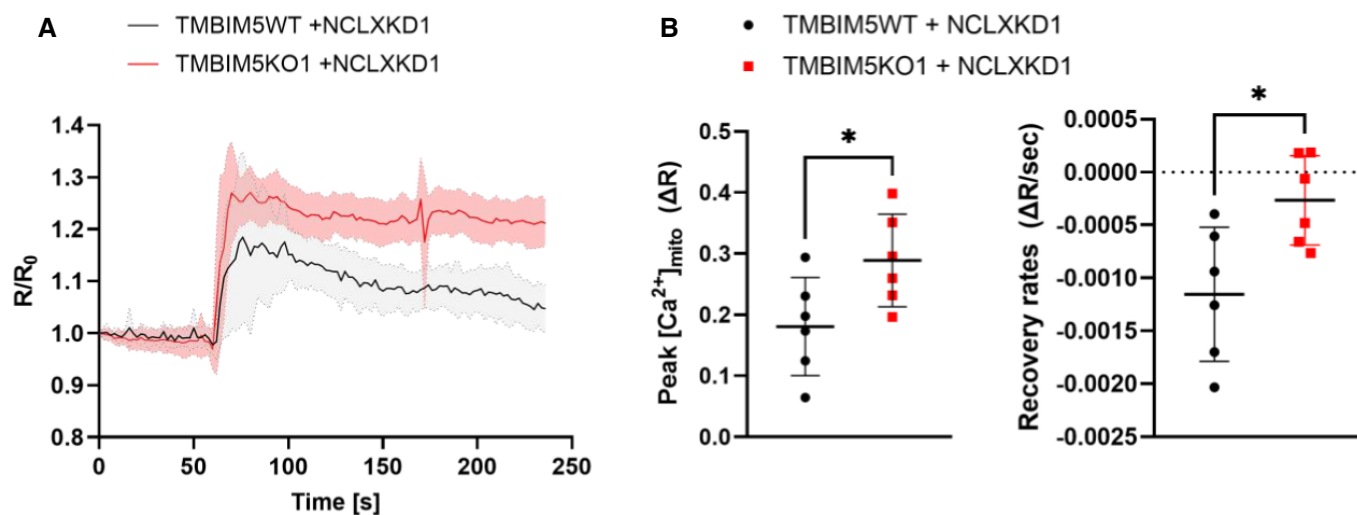 A
TMBIM5WT +NCLXKD1
TMBIM5KO1 +NCLXKD1
R/R0
1.4
1.3
1.2
1.1
1.0
0.9
0.8
0
50
100
150
200
250
Time [s]
B
TMBIM5WT + NCLXKD1
TMBIM5KO1 + NCLXKD1
Peak [Ca2+]mito (ΔR)
0.5
0.4
0.3
0.2
0.1
0.0
*
Recovery rates (ΔR/sec)
0.0005
0.0000
-0.0005
-0.0010
-0.0015
-0.0020
-0.0025
*